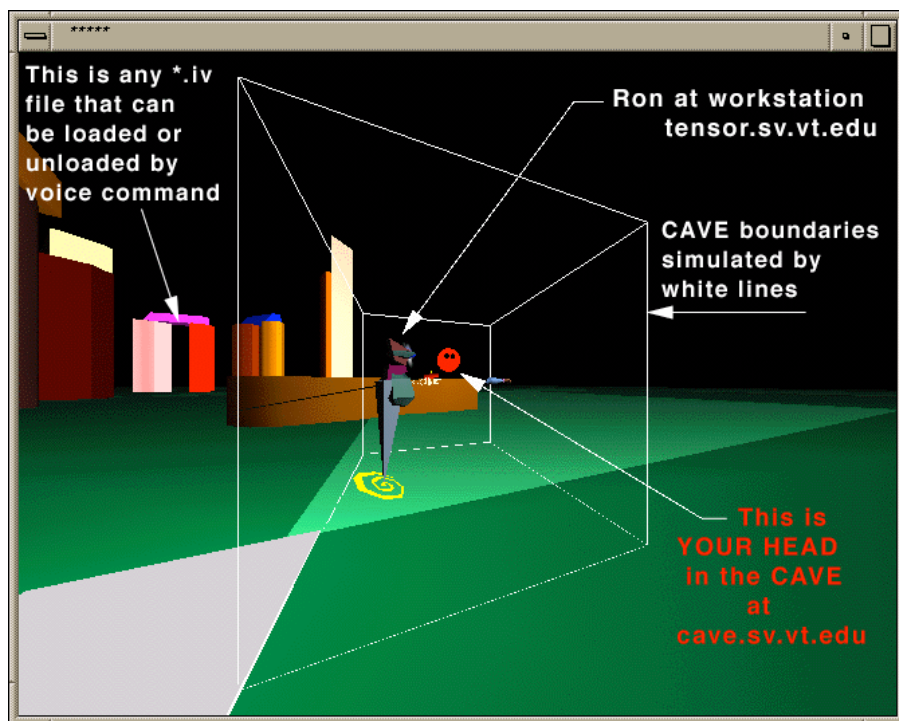 *****
This is any *.iv
file that can
be loaded or
unloaded by
voice command
Ron at workstation
tensor.sv.vt.edu
CAVE boundaries
simulated by
white lines
This is
YOUR HEAD
in the CAVE
at
cave.sv.vt.edu